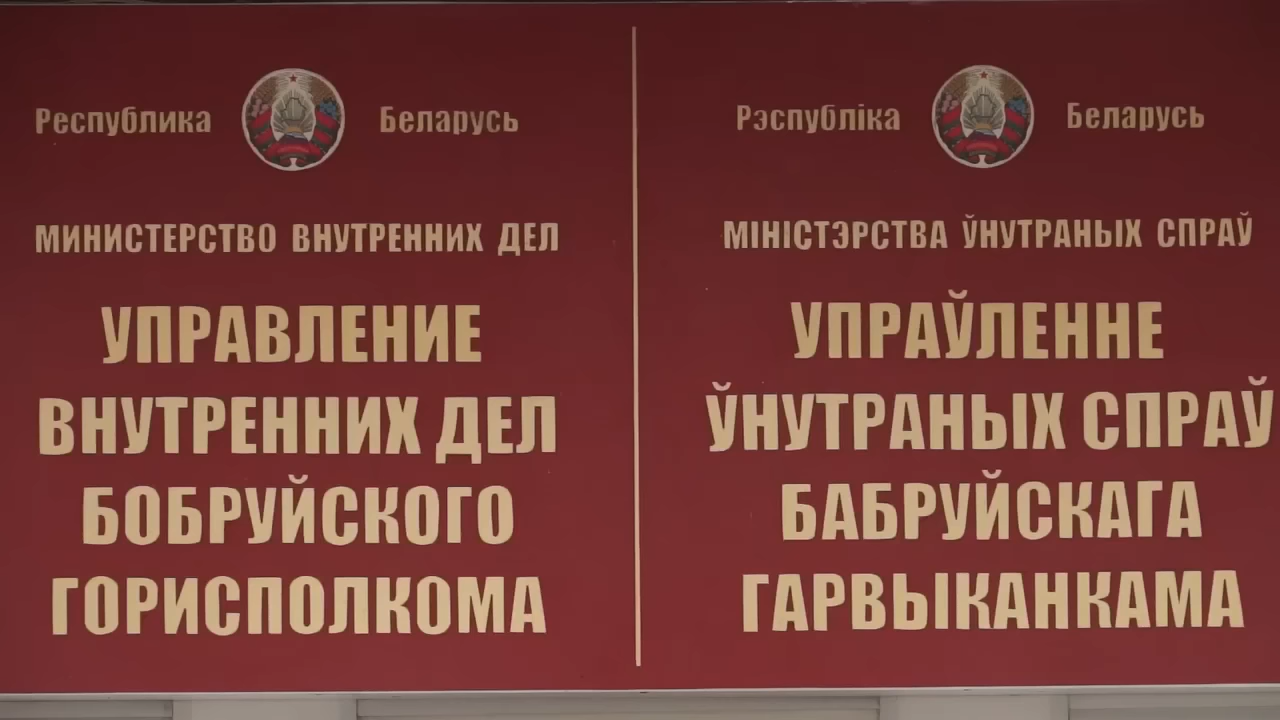 Республика Беларусь
МИНИСТЕРСТВО ВНУТРЕННИХ ДЕЛ
УПРАВЛЕНИЕ
ВНУТРЕННИХ ДЕЛ
БОБРУЙСКОГО
ГОРИСПОЛКОМА
Рэспубліка Беларусь
МІНІСТЭРСТВА ЎНУТРАНЫХ СПРАЎ
УПРАЎЛЕННЕ
ЎНУТРАНЫХ СПРАЎ
БАБРУЙСКАГА
ГАРВЫКАНКАМА